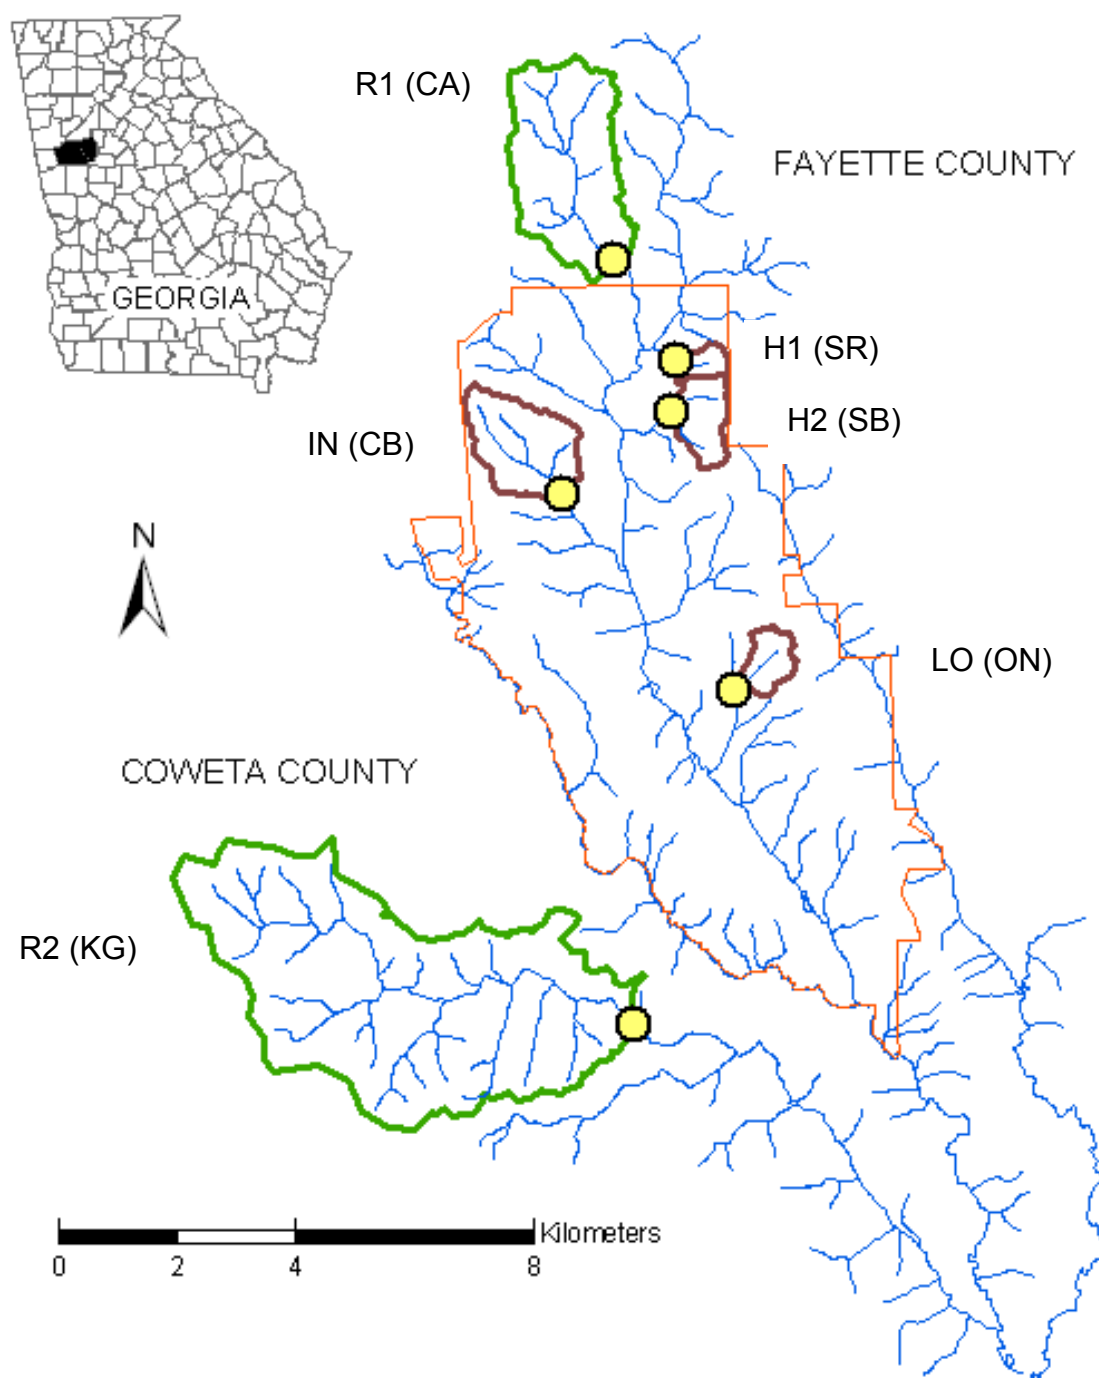 R1 (CA)
FAYETTE COUNTY
GEORGIA
H1 (SR)
H2 (SB)
IN (CB)
N
LO (ON)
COWETA COUNTY
R2 (KG)
Kilometers
0 2 4 8